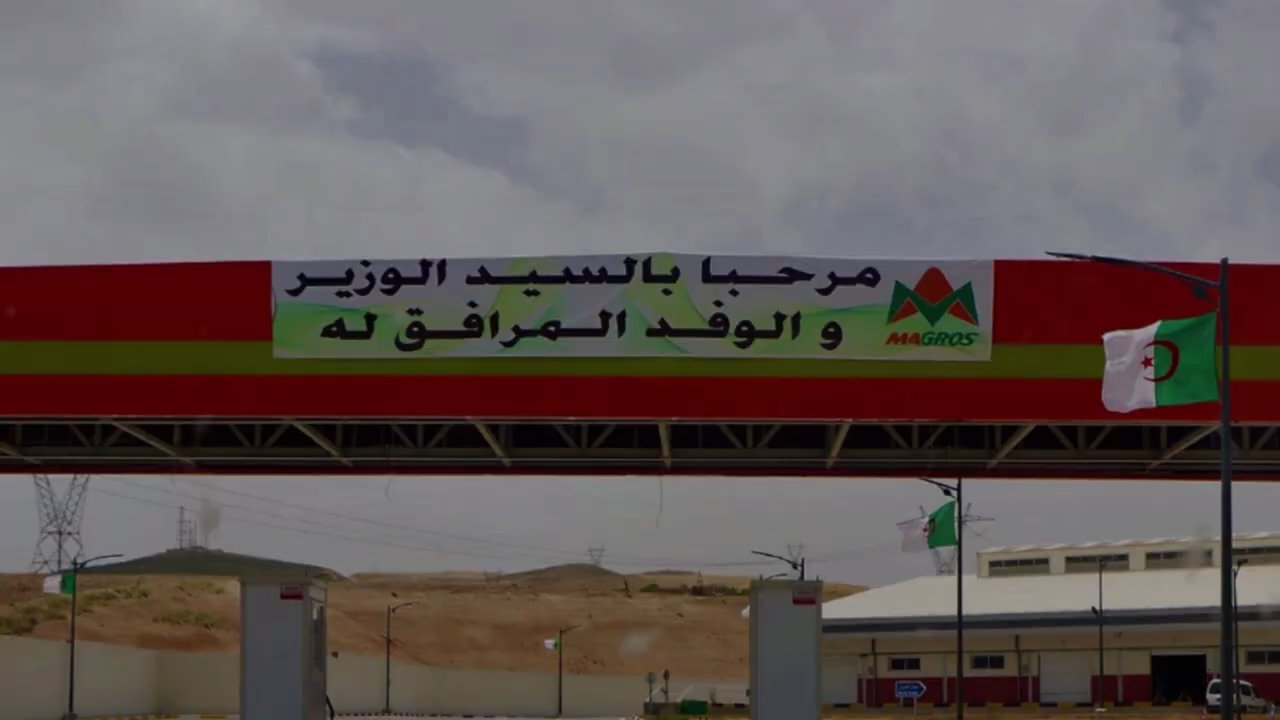 مرحبا بالسيد الوزير
و الوفد المرافق له
MAGROS